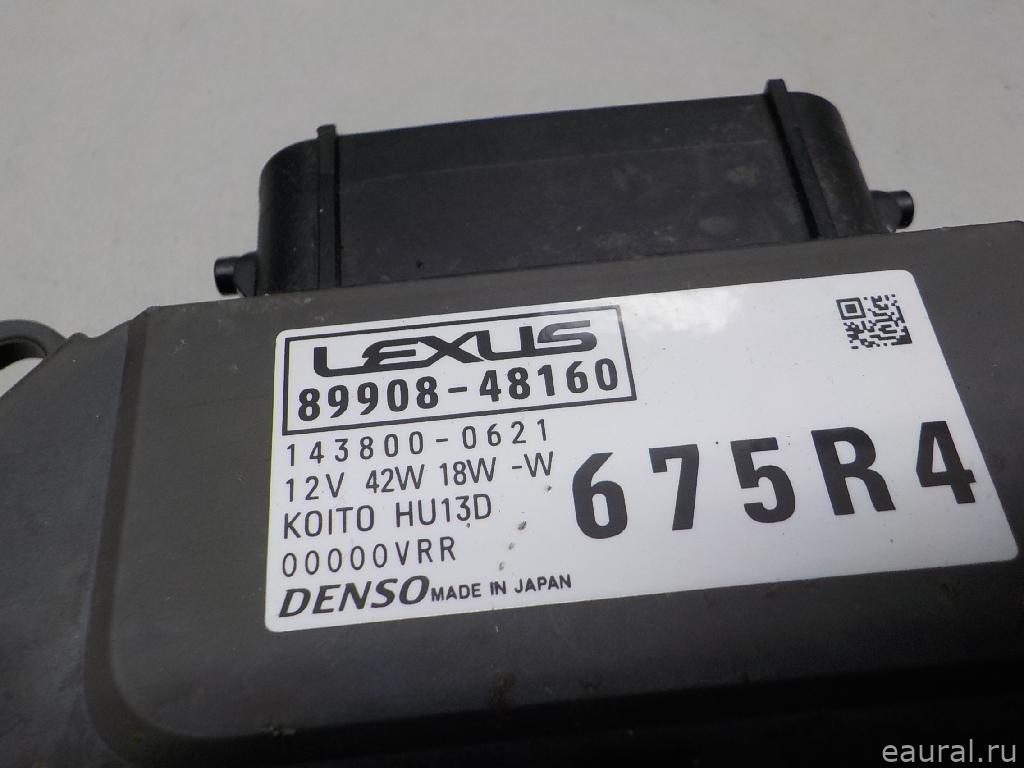 LEXUS
89908-48160
143800-0621
12V 42W 18W -W
KOITO HU13D
00000VRR
675R4
DENSO MADE IN JAPAN
eaural.ru